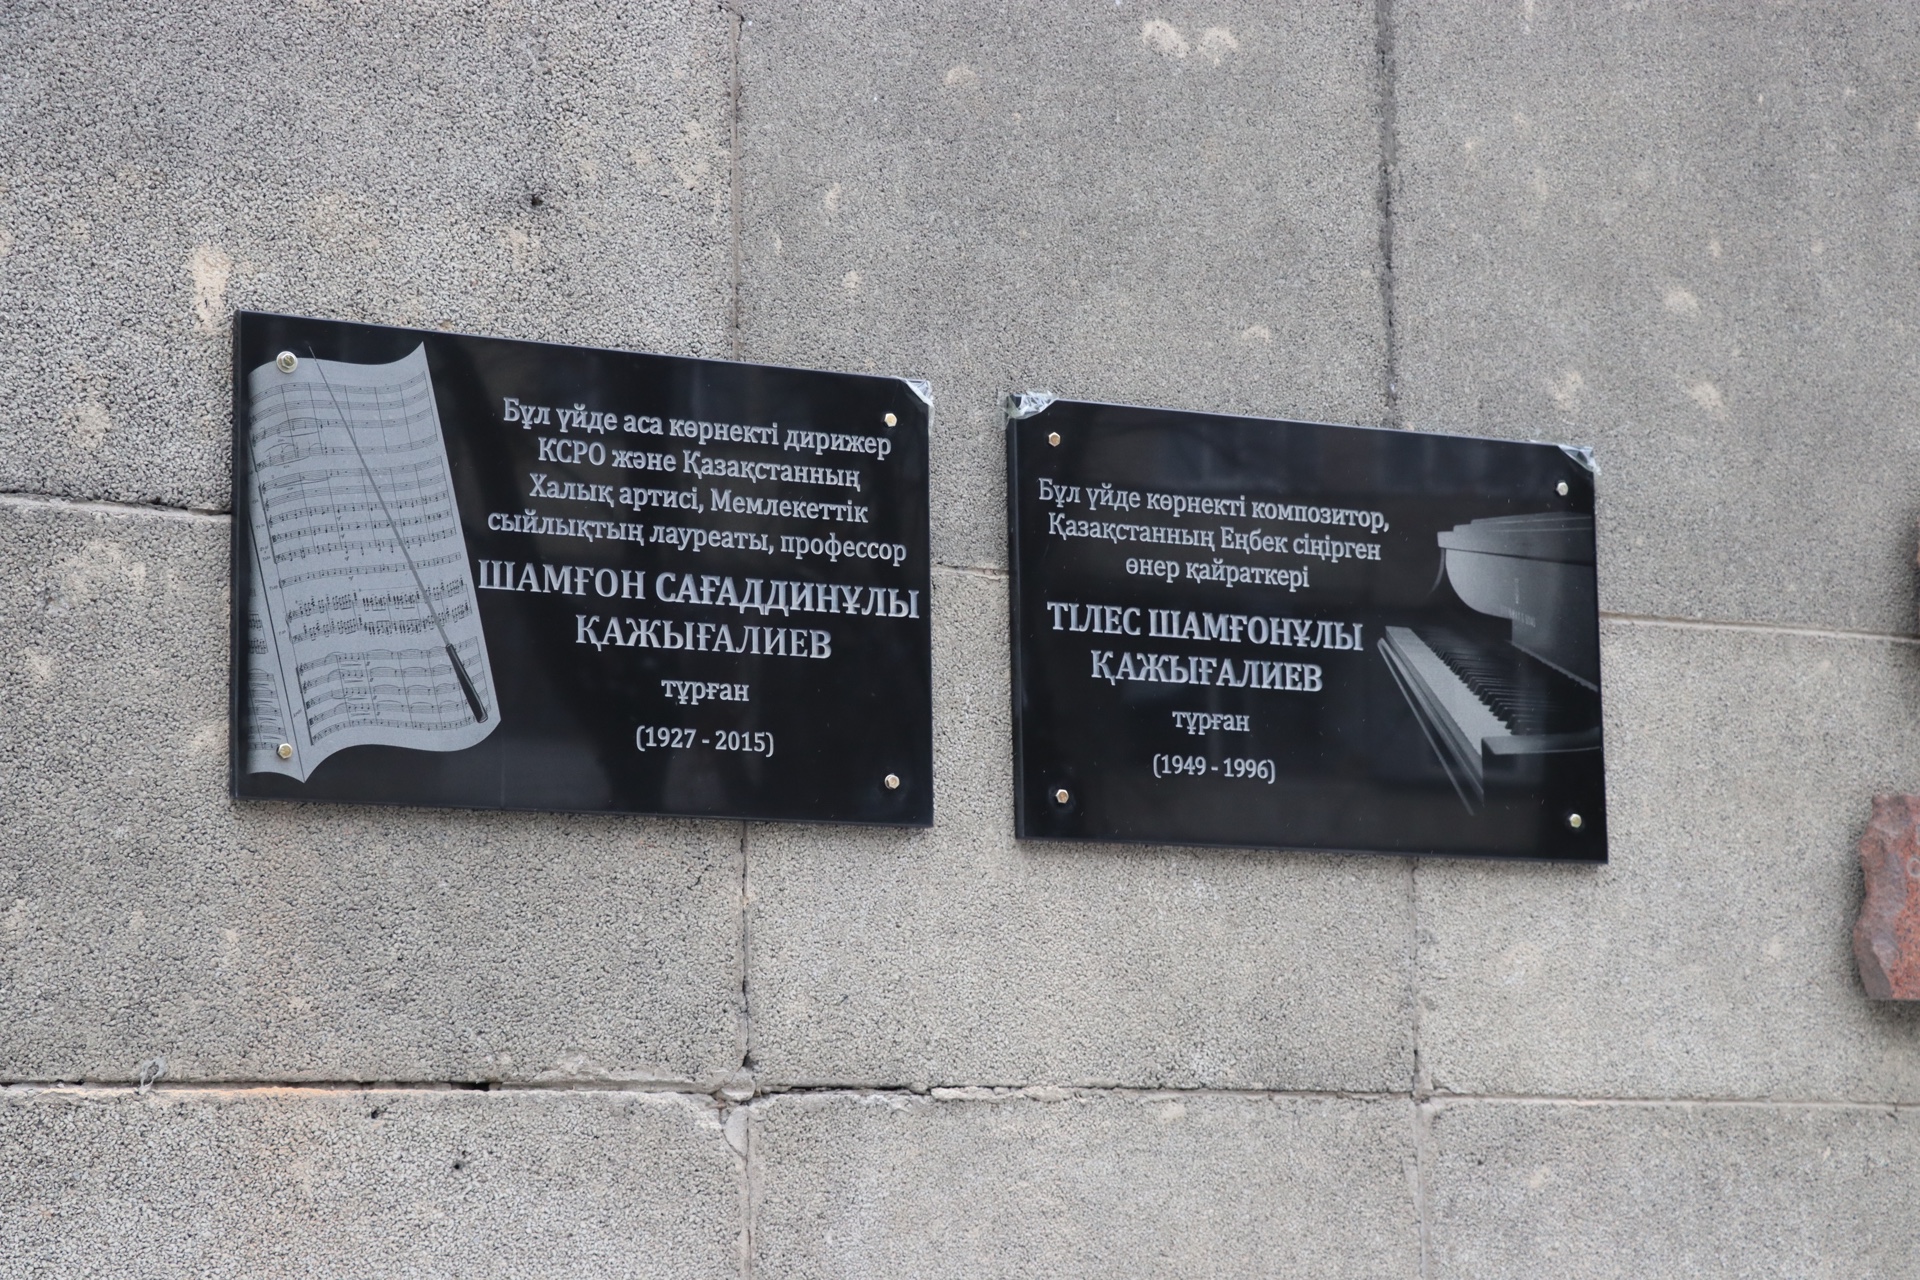 Бұл үйде аса көрнекті дирижер
КСРО және Қазақстанның
Халық артисі, Мемлекеттік
сыйлықтың лауреаты, профессор
ШАМҒОН САҒАДДИНҰЛЫ
ҚАЖЫҒАЛИЕВ
тұрған
(1927 - 2015)
Бұл үйде көрнекті композитор,
Қазақстанның Еңбек сіңірген
өнер қайраткері
ТІЛЕС ШАМҒОНҰЛЫ
ҚАЖЫҒАЛИЕВ
тұрған
(1949 - 1996)